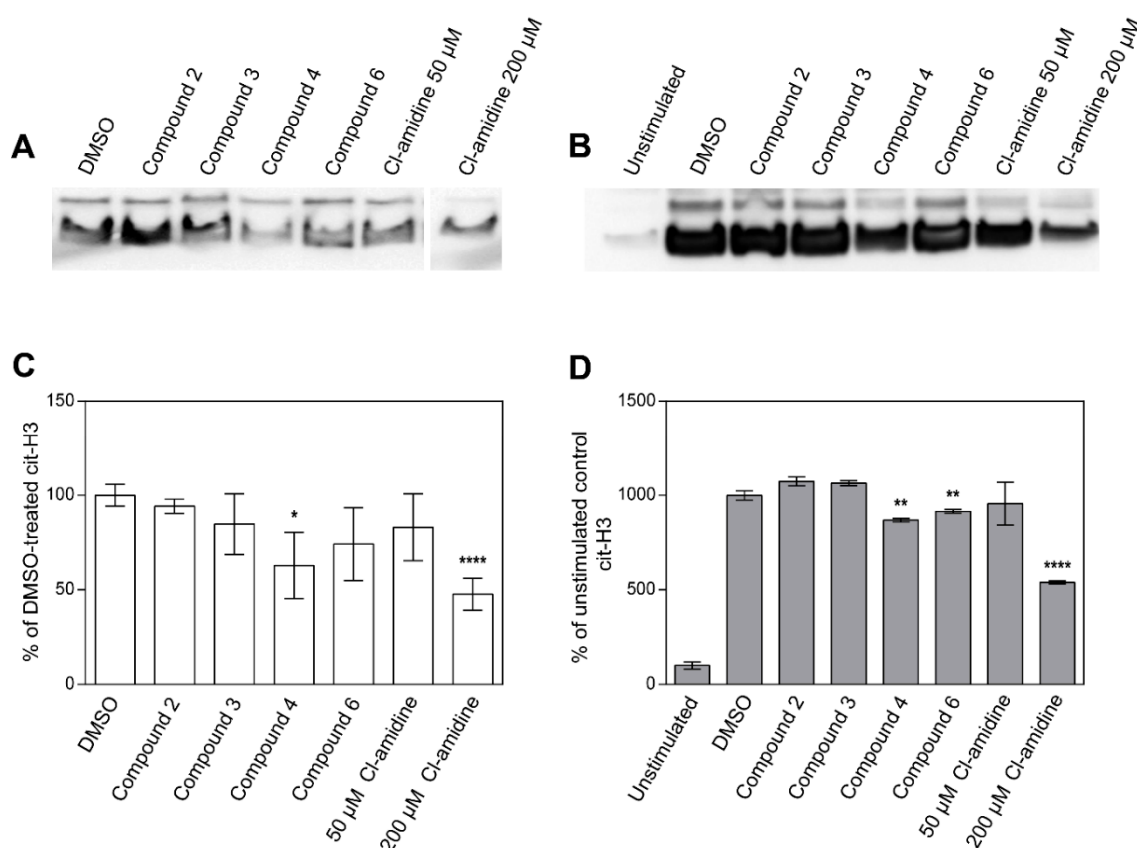 A
DMSO
Compound 2
Compound 3
Compound 4
Compound 6
Cl-amidine 50 µM
Cl-amidine 200 µM
B
Unstimulated
DMSO
Compound 2
Compound 3
Compound 4
Compound 6
Cl-amidine 50 µM
Cl-amidine 200 µM
C
% of DMSO-treated cit-H3
150
100
50
0
*
****
DMSO
Compound 2
Compound 3
Compound 4
Compound 6
50 µM Cl-amidine
200 µM Cl-amidine
D
% of unstimulated control
cit-H3
1500
1000
500
0
**
**
****
Unstimulated
DMSO
Compound 2
Compound 3
Compound 4
Compound 6
50 µM Cl-amidine
200 µM Cl-amidine